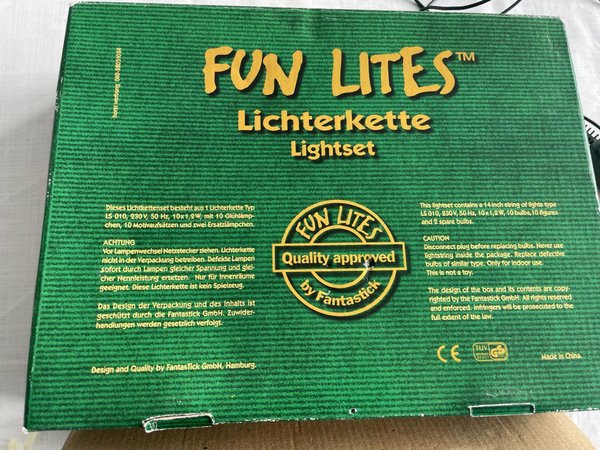 FUN LITES™
Lichterkette
Lightset
Dieses Lichtkettenset besteht aus 1 Lichterkette Typ
LS 010, 230 V, 50 Hz, 10x1,2W, mit 10 Glühlämp-
chen, 10 Motivaufsätzen und zwei Ersatzlämpchen.
ACHTUNG
Vor Lampenwechsel Netzstecker ziehen. Lichterkette
nicht in der Verpackung betreiben. Defekte Lampen
sofort durch Lampen gleicher Spannung und glei-
cher Nennleistung ersetzen. Nur für Innenräume
geeignet. Diese Lichterkette ist kein Spielzeug.
Das Design der Verpackung und des Inhalts ist
geschützt durch die Fantastick GmbH. Zuwider-
handlungen werden gesetzlich verfolgt.
Design and Quality by Fantastick GmbH, Hamburg.
FUN LITES
Quality approved
by Fantastick
This lightset contains a 14 inch string of lights type
LS 010, 230V, 50 Hz, 10x1,2W, 10 bulbs, 10 figures
and 2 spare bulbs.
CAUTION
Disconnect plug before replacing bulbs. Never use
lightstring inside the package. Replace defective
bulbs of similar type. Only for indoor use.
This is not a toy.
The design of the box and its contents are copy-
righted by the Fantastick GmbH. All rights reserved
and enforced. Infringers will be prosecuted to the
full extent of the law.
CE
TÜV
GS
Made in China.